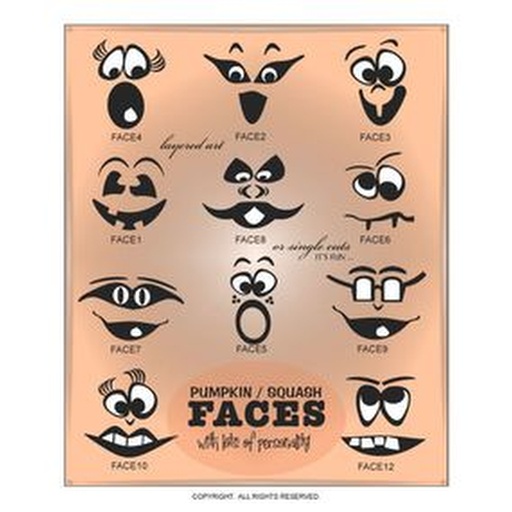 FACE4
FACE2
FACE3
layered art
FACE1
FACE8
FACE6
or single cuts
IT'S FUN ...
FACE7
FACE5
FACE9
PUMPKIN / SQUASH
FACES
with lots of personality!
FACE10
FACE12
COPYRIGHT. ALL RIGHTS RESERVED.